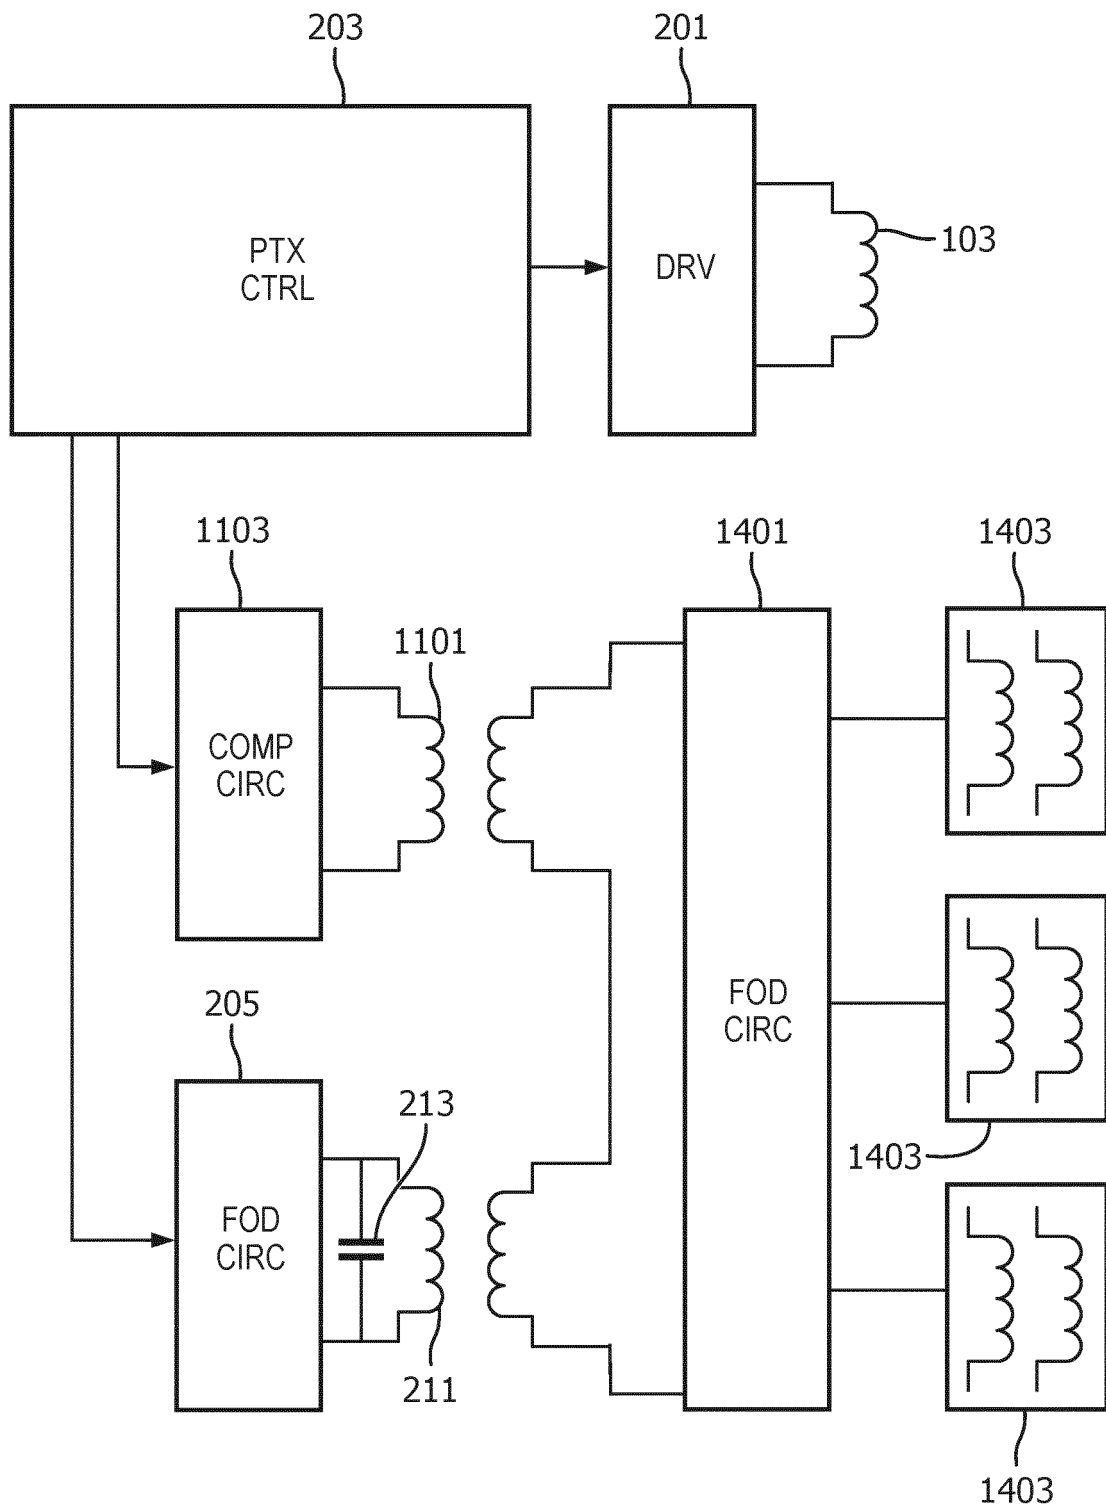 203
201
PTX
CTRL
DRV
103
1103
1401
1403
1101
COMP
CIRC
205
FOD
CIRC
213
1403
FOD
CIRC
211
1403